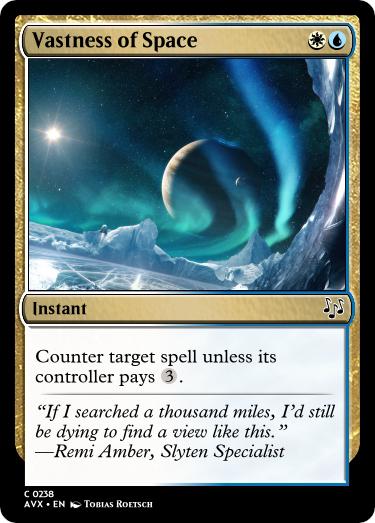 Vastness of Space
Instant
Counter target spell unless its
controller pays 3.
“If I searched a thousand miles, I’d still
be dying to find a view like this.”
—Remi Amber, Slyten Specialist
C 0238
AVX • EN Tobias Roetsch